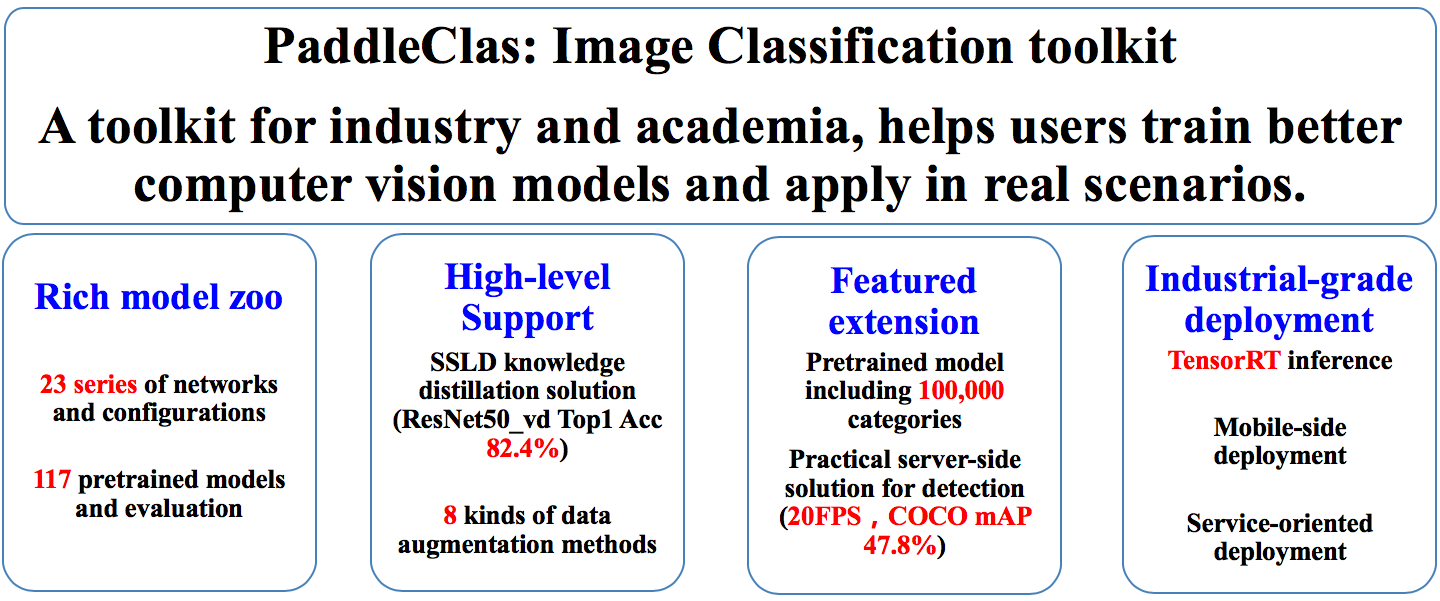 PaddleClas: Image Classification toolkit
A toolkit for industry and academia, helps users train better
computer vision models and apply in real scenarios.
Rich model zoo
23 series of networks
and configurations
117 pretrained models
and evaluation
High-level
Support
SSLD knowledge
distillation solution
(ResNet50_vd Top1 Acc
82.4%)
8 kinds of data
augmentation methods
Featured
extension
Pretrained model
including 100,000
categories
Practical server-side
solution for detection
(20FPS，COCO mAP
47.8%)
Industrial-grade
deployment
TensorRT inference
Mobile-side
deployment
Service-oriented
deployment